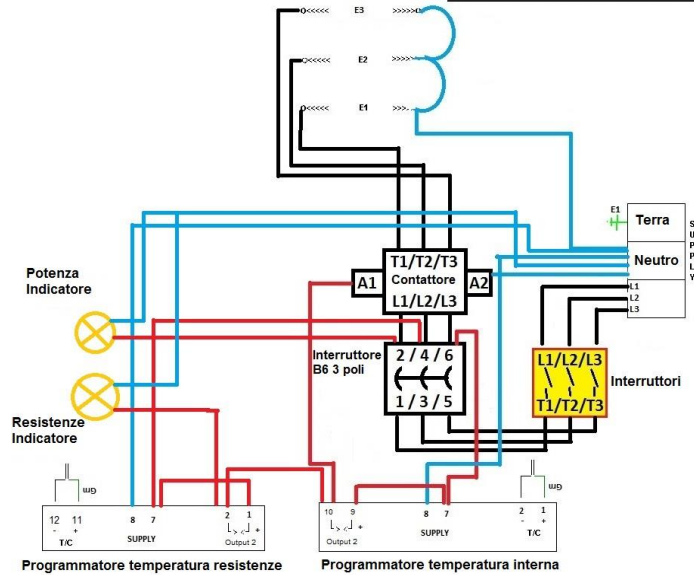 E3
E2
E1
E1
Terra
Neutro
SUPPLY
L1
L2
L3
T1/T2/T3
Contattore
A1
A2
L1/L2/L3
Potenza
Indicatore
Interruttore
B6 3 poli
2 / 4 / 6
1 / 3 / 5
L1/L2/L3
T1/T2/T3
Interruttori
Resistenze
Indicatore
Gm
12 11 8 7 2 1
- + - +
T/C SUPPLY Output 2
Programmatore temperatura resistenze
Gm
10 9 8 7 2 1
- + - +
Output 2 SUPPLY T/C
Programmatore temperatura interna